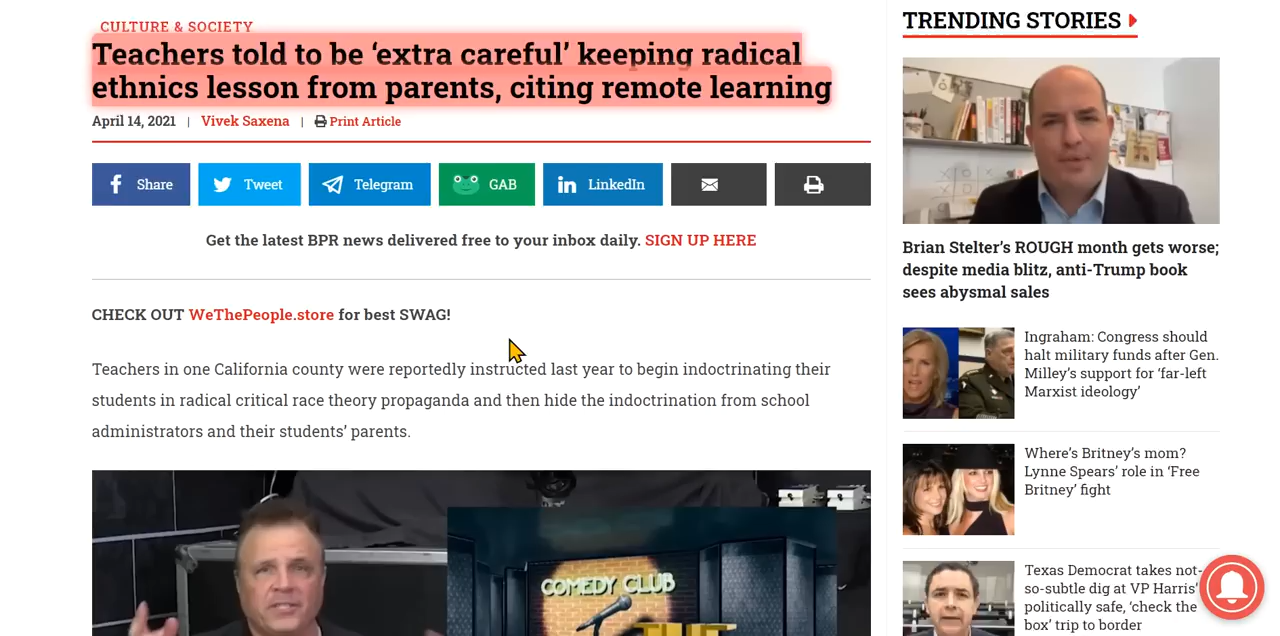 CULTURE & SOCIETY
Teachers told to be ‘extra careful’ keeping radical
ethnics lesson from parents, citing remote learning
April 14, 2021 | Vivek Saxena | Print Article
Share
Tweet
Telegram
GAB
LinkedIn
Get the latest BPR news delivered free to your inbox daily. SIGN UP HERE
CHECK OUT WeThePeople.store for best SWAG!
Teachers in one California county were reportedly instructed last year to begin indoctrinating their
students in radical critical race theory propaganda and then hide the indoctrination from school
administrators and their students’ parents.
COMEDY CLUB
TRENDING STORIES
Brian Stelter’s ROUGH month gets worse;
despite media blitz, anti-Trump book
sees abysmal sales
Ingraham: Congress should
halt military funds after Gen.
Milley’s support for ‘far-left
Marxist ideology’
Where’s Britney’s mom?
Lynne Spears’ role in ‘Free
Britney’ fight
Texas Democrat takes not-
so-subtle dig at VP Harris’
politically safe, ‘check the
box’ trip to border